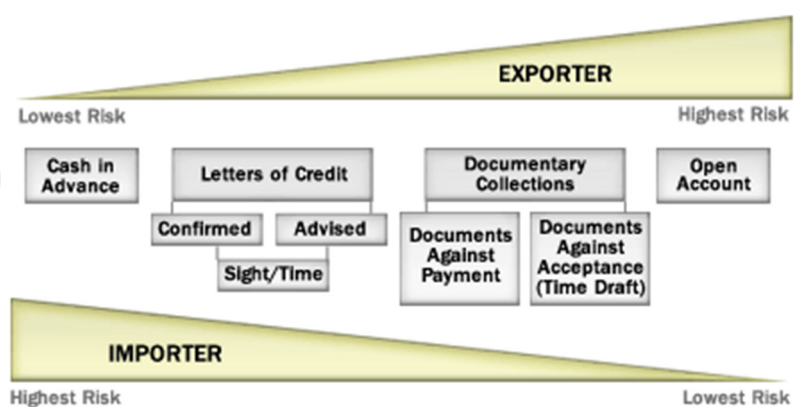 EXPORTER
Lowest Risk
Highest Risk
Cash in
Advance
Letters of Credit
Documentary
Collections
Open
Account
Confirmed
Advised
Sight/Time
Documents
Against
Payment
Documents
Against
Acceptance
(Time Draft)
IMPORTER
Highest Risk
Lowest Risk